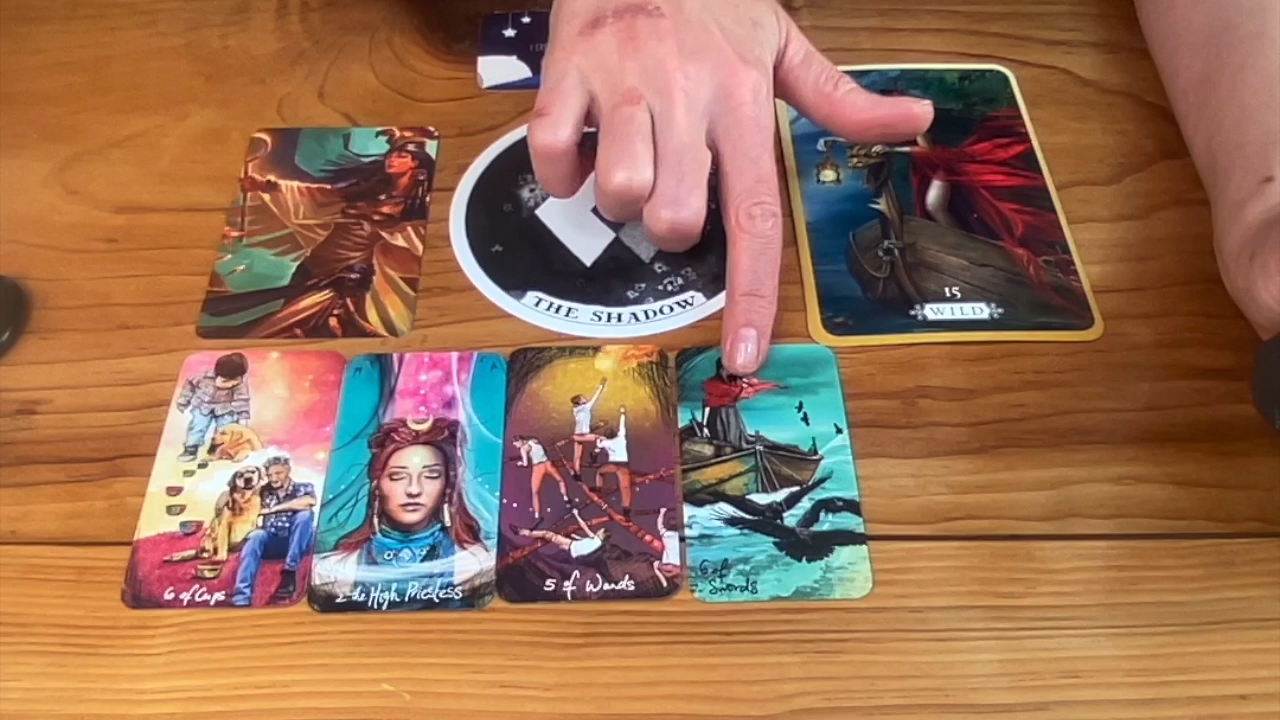 THE SHADOW
15
WILD
6 of Cups
2 the High Priestess
5 of Wands
6 of
Swords